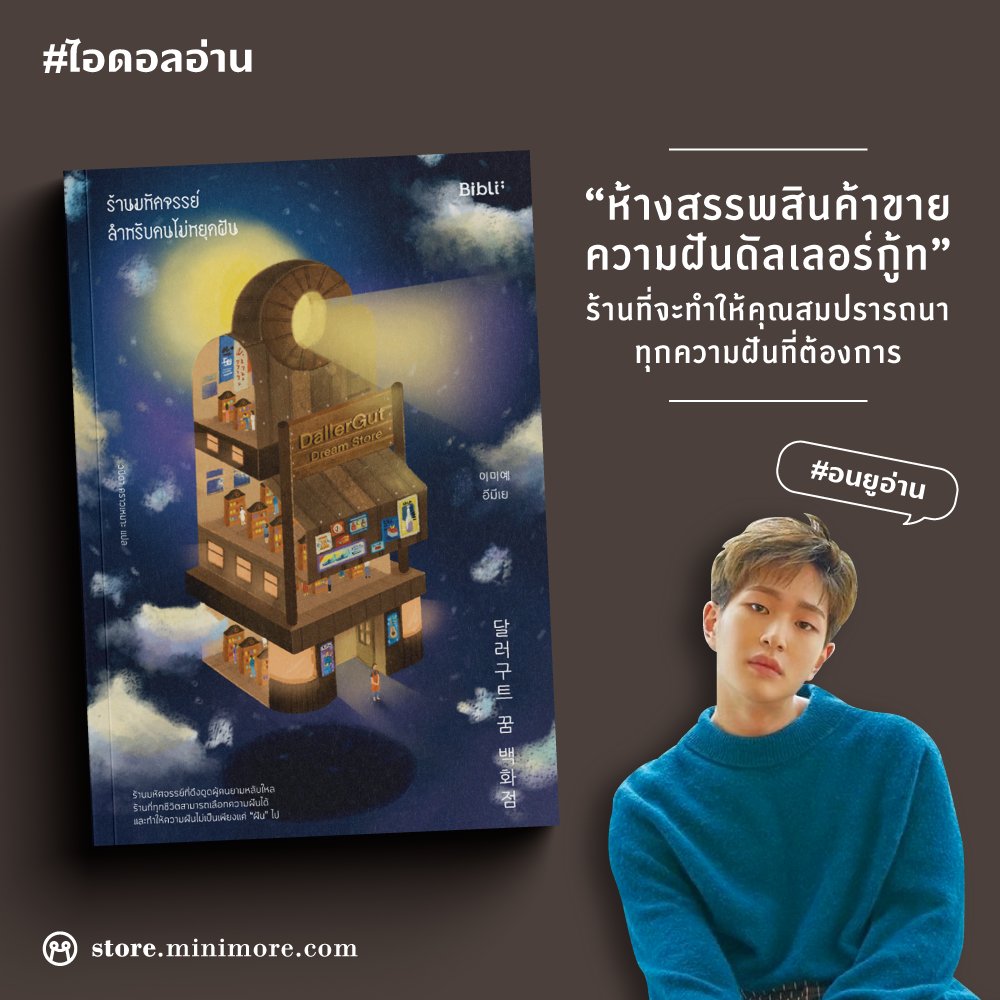 #ไอดอลอ่าน
ร้านมหัศจรรย์
สำหรับคนไม่หยุดฝัน
Bibli
DallerGut
Dream Store
이미예
อีมีเย
달러구트 꿈 백화점
ร้านมหัศจรรย์ที่ดึงดูดผู้คนยามหลับใหล
ร้านที่ทุกชีวิตสามารถเลือกความฝันได้
และทำให้ความฝันไม่เป็นเพียงแค่ "ฝัน" ไป
“ห้างสรรพสินค้าขาย
ความฝันดัลเลอร์กู้ท”
ร้านที่จะทำให้คุณสมปรารถนา
ทุกความฝันที่ต้องการ
#อนยูอ่าน
store.minimore.com